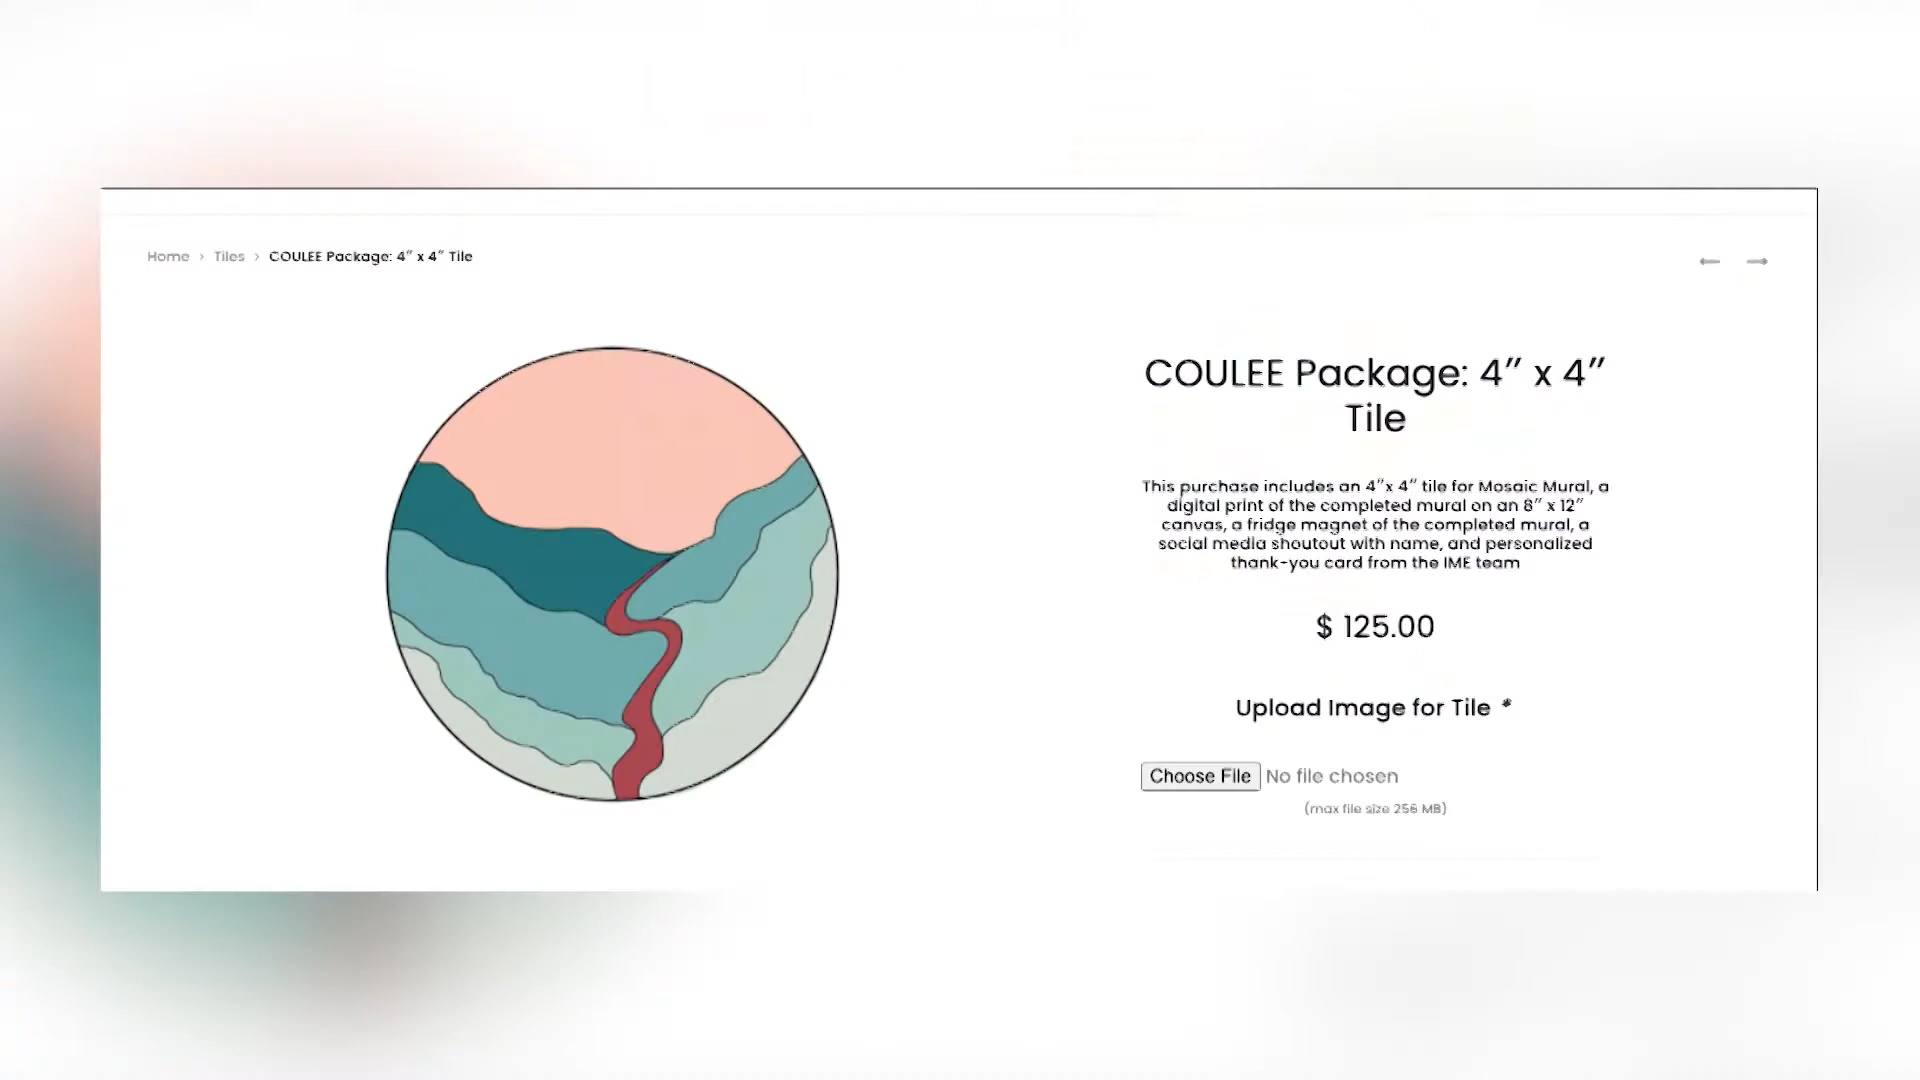 Home > Tiles > COULEE Package: 4″ x 4″ Tile
COULEE Package: 4″ x 4″
Tile
This purchase includes an 4″x 4″ tile for Mosaic Mural, a
digital print of the completed mural on an 8″ x 12″
canvas, a fridge magnet of the completed mural, a
social media shoutout with name, and personalized
thank-you card from the IME team
$ 125.00
Upload Image for Tile *
Choose File No file chosen
(max file size 256 MB)